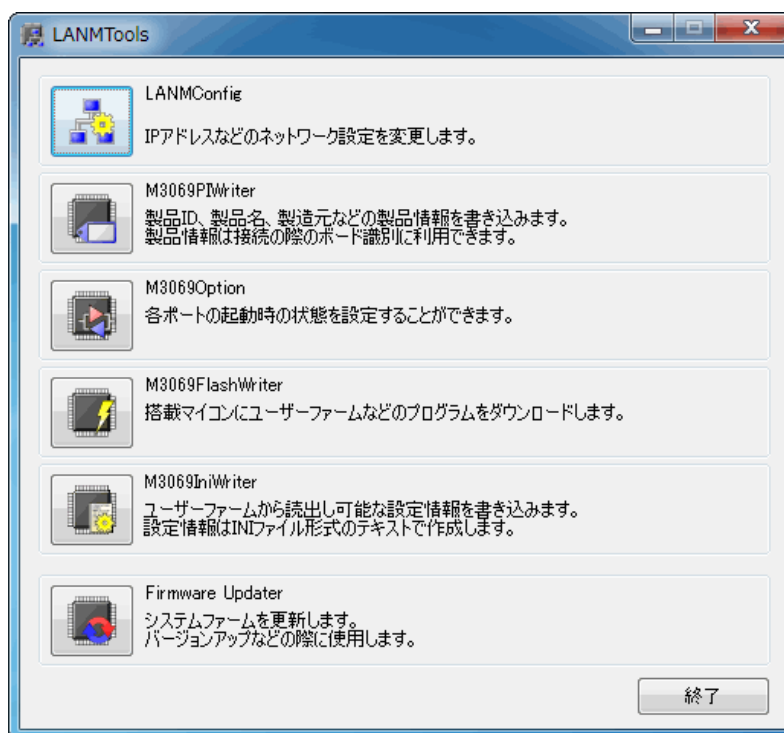 LANMTools
LANMConfig
IPアドレスなどのネットワーク設定を変更します。
M3069PIWriter
製品ID、製品名、製造元などの製品情報を書き込みます。
製品情報は接続の際のボード識別に利用できます。
M3069Option
各ポートの起動時の状態を設定することができます。
M3069FlashWriter
搭載マイコンにユーザーファームなどのプログラムをダウンロードします。
M3069IniWriter
ユーザーファームから読出し可能な設定情報を書き込みます。
設定情報はINIファイル形式のテキストで作成します。
Firmware Updater
システムファームを更新します。
バージョンアップなどの際に使用します。
終了